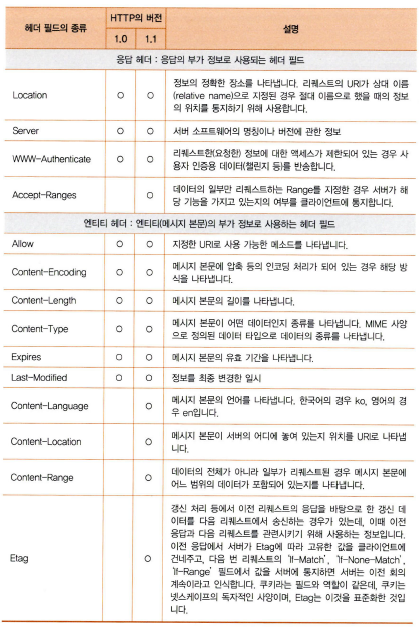 헤더 필드의 종류
HTTP의 버전
1.0
1.1
설명
응답 헤더 : 응답의 부가 정보로 사용되는 헤더 필드
Location
○
○
정보의 정확한 장소를 나타냅니다. 리퀘스트의 URI가 상대 이름
(relative name)으로 지정된 경우 절대 이름으로 했을 때의 정보
의 위치를 통지하기 위해 사용합니다.
Server
○
○
서버 소프트웨어의 명칭이나 버전에 관한 정보
WWW-Authenticate
○
○
리퀘스트한(요청한) 정보에 대한 액세스가 제한되어 있는 경우 사
용자 인증용 데이터(챌린지 등)를 반송합니다.
Accept-Ranges
○
데이터의 일부만 리퀘스트하는 Range를 지정한 경우 서버가 해
당 기능을 가지고 있는지의 여부를 클라이언트에 통지합니다.
엔티티 헤더 : 엔티티(메시지 본문)의 부가 정보로 사용하는 헤더 필드
Allow
○
○
지정한 URI로 사용 가능한 메소드를 나타냅니다.
Content-Encoding
○
○
메시지 본문에 압축 등의 인코딩 처리가 되어 있는 경우 해당 방
식을 나타냅니다.
Content-Length
○
○
메시지 본문의 길이를 나타냅니다.
Content-Type
○
○
메시지 본문이 어떤 데이터인지 종류를 나타냅니다. MIME 사양
으로 정의된 데이터 타입으로 데이터의 종류를 나타냅니다.
Expires
○
○
메시지 본문의 유효 기간을 나타냅니다.
Last-Modified
○
○
정보를 최종 변경한 일시
Content-Language
○
메시지 본문의 언어를 나타냅니다. 한국어의 경우 ko, 영어의 경
우 en입니다.
Content-Location
○
메시지 본문이 서버의 어디에 놓여 있는지 위치를 URI로 나타냅
니다.
Content-Range
○
데이터의 전체가 아니라 일부가 리퀘스트된 경우 메시지 본문에
어느 범위의 데이터가 포함되어 있는지를 나타냅니다.
Etag
○
갱신 처리 등에서 이전 리퀘스트의 응답을 바탕으로 한 갱신 데
이터를 다음 리퀘스트에서 송신하는 경우가 있는데, 이때 이전
응답과 다음 리퀘스트를 관련시키기 위해 사용하는 정보입니다.
이전 응답에서 서버가 Etag에 따라 고유한 값을 클라이언트에
건네주고, 다음 번 리퀘스트의 'If-Match', 'If-None-Match',
'If-Range' 필드에서 값을 서버에 통지하면 서버는 이전 회의
계속이라고 인식합니다. 쿠키라는 필드와 역할이 같은데, 쿠키는
넷스케이프의 독자적인 사양이며, Etag는 이것을 표준화한 것입
니다.